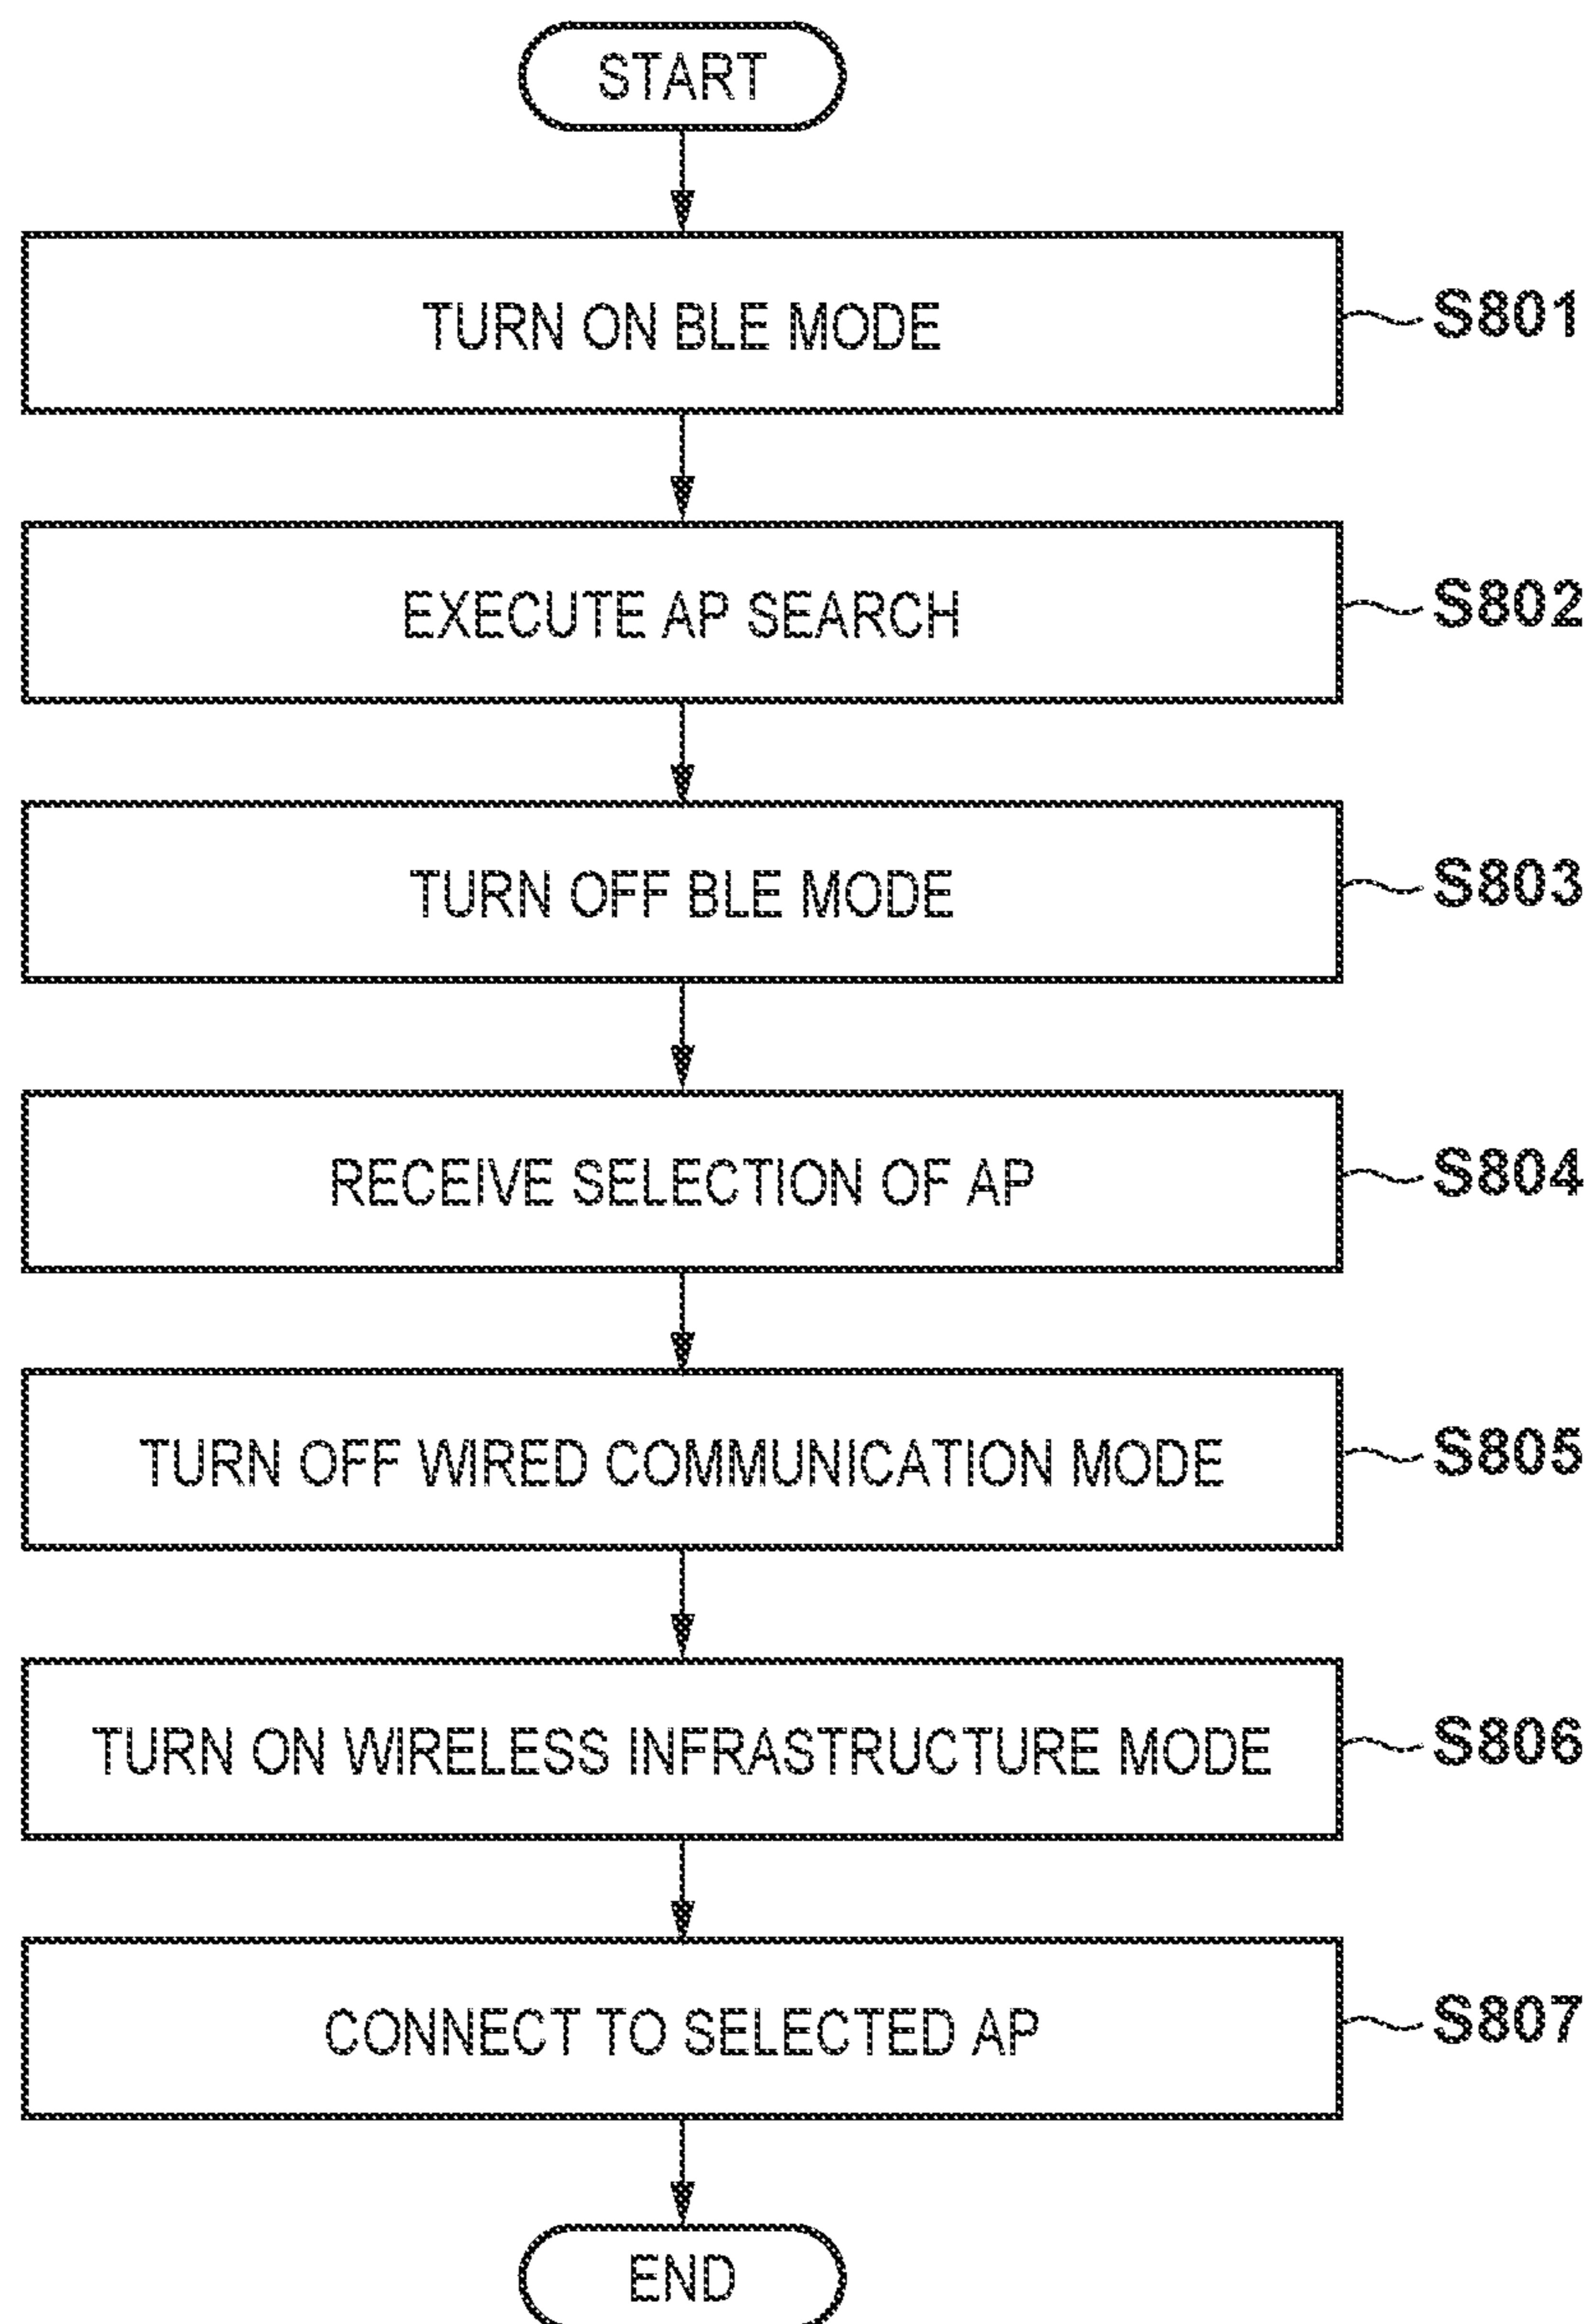 START
TURN ON BLE MODE
S801
EXECUTE AP SEARCH
S802
TURN OFF BLE MODE
S803
RECEIVE SELECTION OF AP
S804
TURN OFF WIRED COMMUNICATION MODE
S805
TURN ON WIRELESS INFRASTRUCTURE MODE
S806
CONNECT TO SELECTED AP
S807
END